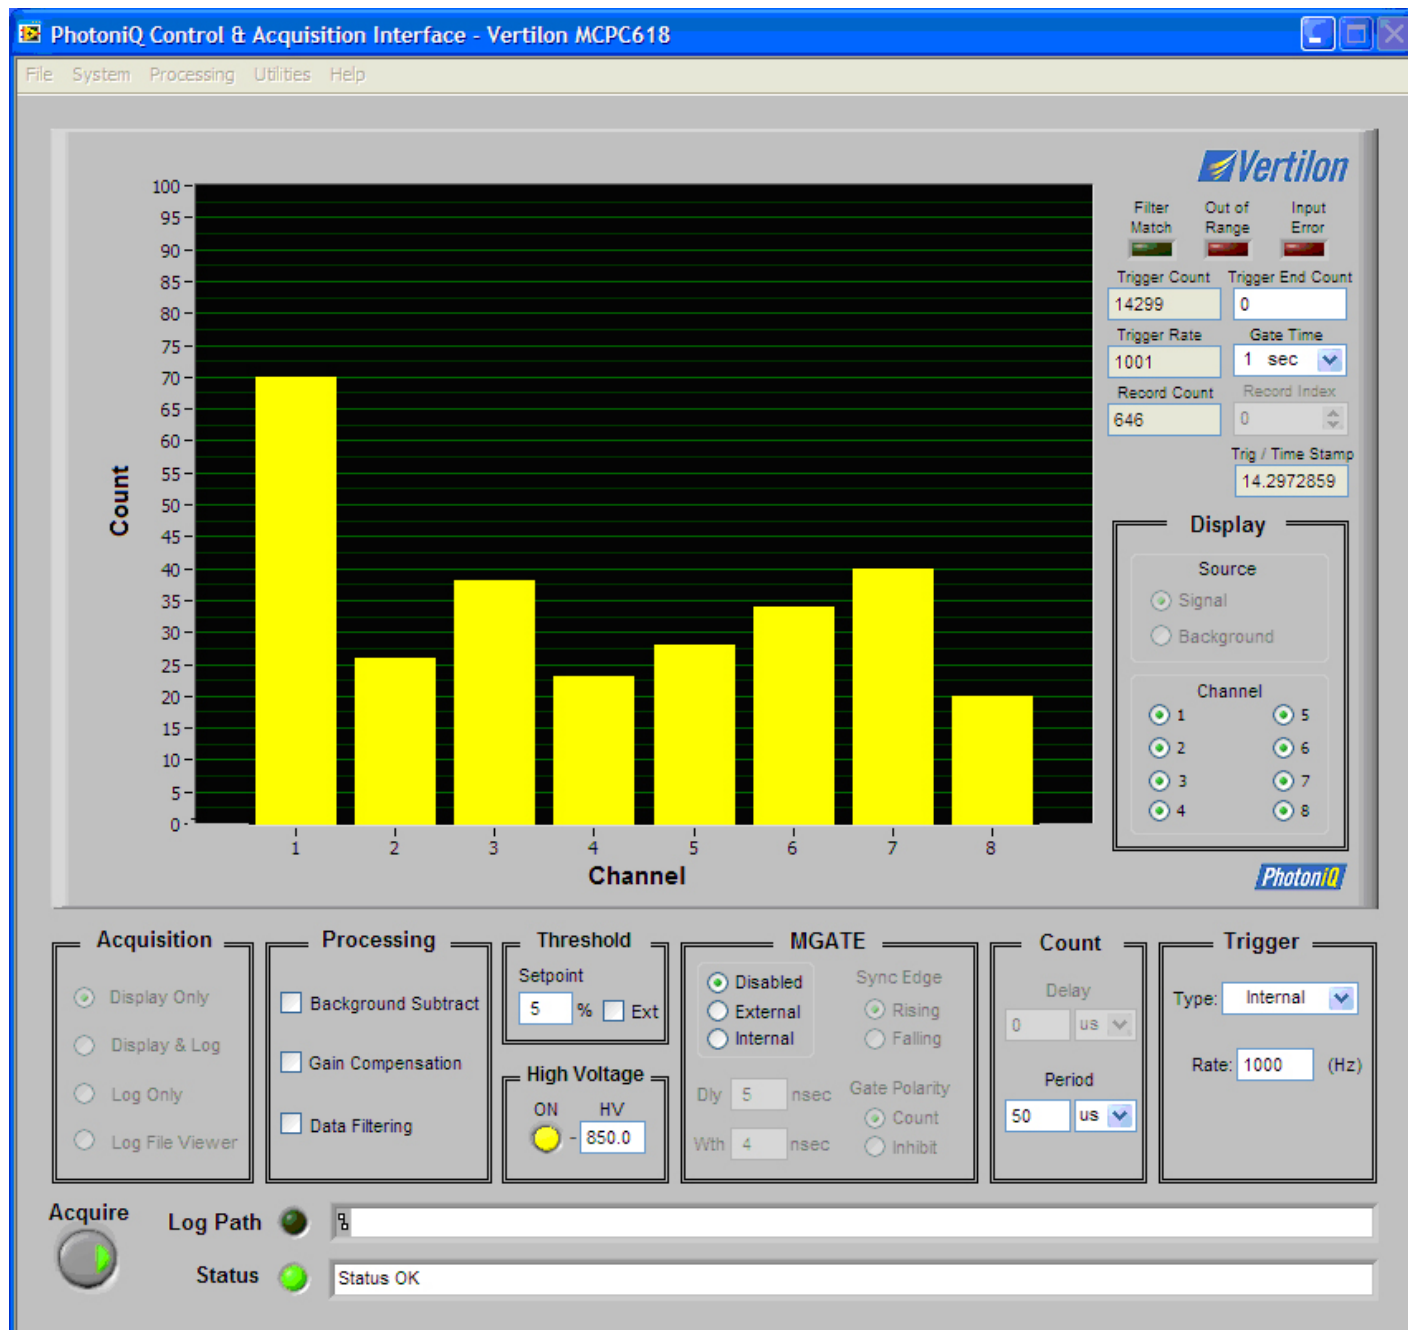 PhotoniQ Control & Acquisition Interface - Vertilon MCPC618
File System Processing Utilities Help
Vertilon
Filter Match
Out of Range
Input Error
Trigger Count
14299
Trigger End Count
0
Trigger Rate
1001
Gate Time
1 sec
Record Count
646
Record Index
0
Trig / Time Stamp
14.2972859
100
95
90
85
80
75
70
65
60
55
50
45
40
35
30
25
20
15
10
5
0
Count
1 2 3 4 5 6 7 8
Channel
Display
Source
Signal
Background
Channel
1 5
2 6
3 7
4 8
PhotoniQ
Acquisition
Display Only
Display & Log
Log Only
Log File Viewer
Processing
Background Subtract
Gain Compensation
Data Filtering
Threshold
Setpoint
5 % Ext
High Voltage
ON HV
- 850.0
MGATE
Disabled
External
Internal
Sync Edge
Rising
Falling
Dly 5 nsec
Wth 4 nsec
Gate Polarity
Count
Inhibit
Count
Delay
0 us
Period
50 us
Trigger
Type: Internal
Rate: 1000 (Hz)
Acquire
Log Path
Status
Status OK